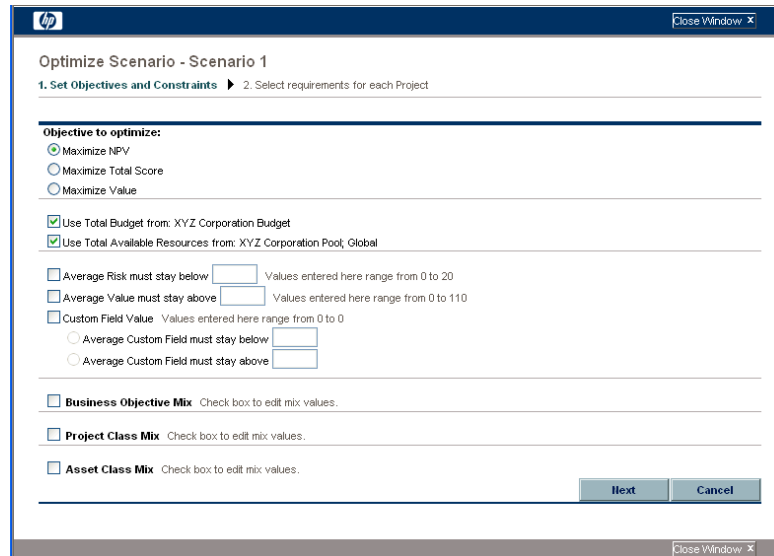 hp
Close Window x
Optimize Scenario - Scenario 1
1. Set Objectives and Constraints 2. Select requirements for each Project
Objective to optimize:
Maximize NPV
Maximize Total Score
Maximize Value
Use Total Budget from: XYZ Corporation Budget
Use Total Available Resources from: XYZ Corporation Pool; Global
Average Risk must stay below Values entered here range from 0 to 20
Average Value must stay above Values entered here range from 0 to 110
Custom Field Value Values entered here range from 0 to 0
Average Custom Field must stay below
Average Custom Field must stay above
Business Objective Mix Check box to edit mix values.
Project Class Mix Check box to edit mix values.
Asset Class Mix Check box to edit mix values.
Next Cancel
Close Window x